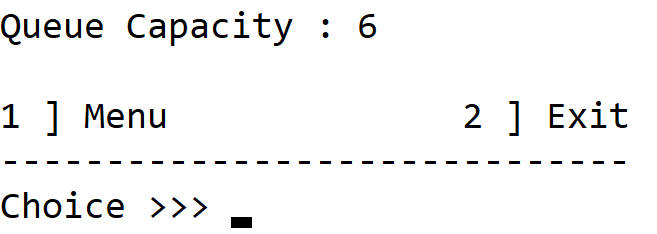 Queue Capacity : 6
1 ] Menu              2 ] Exit
------------------------------
Choice >>>